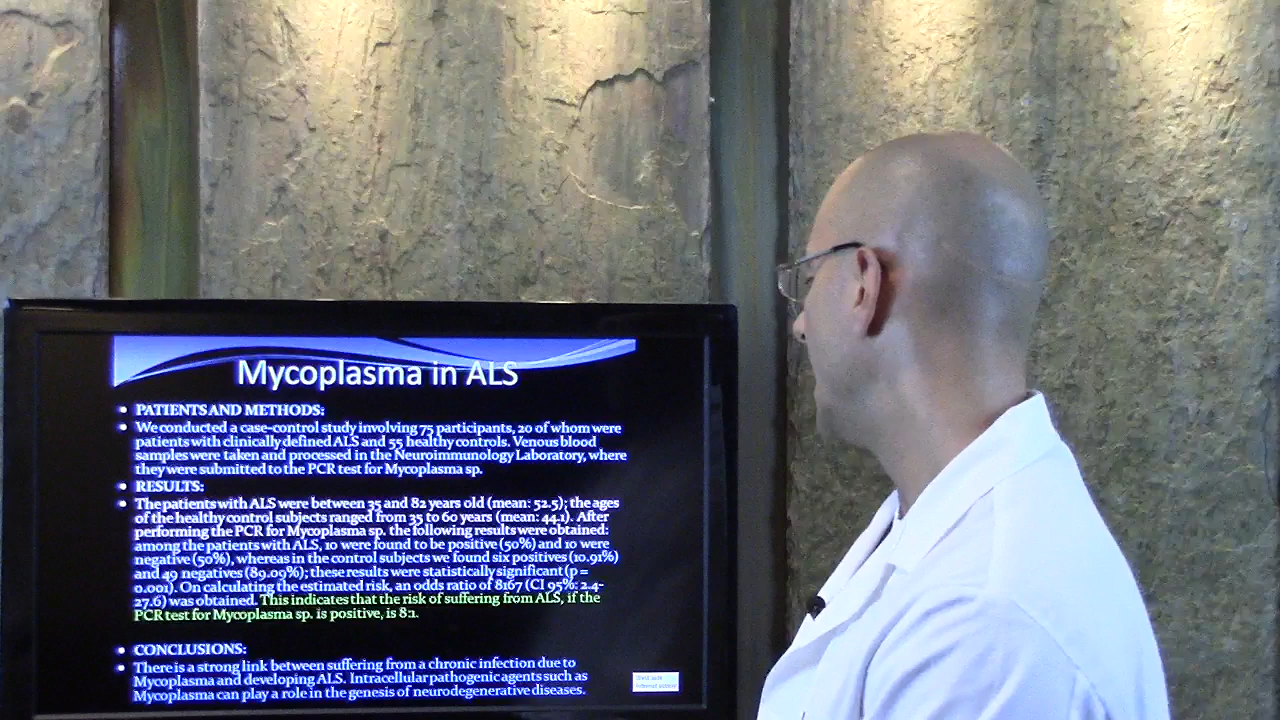 Mycoplasma in ALS
PATIENTS AND METHODS:
We conducted a case-control study involving 75 participants, 20 of whom were
patients with clinically defined ALS and 55 healthy controls. Venous blood
samples were taken and processed in the Neuroimmunology Laboratory, where
they were submitted to the PCR test for Mycoplasma sp.
RESULTS:
The patients with ALS were between 35 and 82 years old (mean: 52.5); the ages
of the healthy control subjects ranged from 35 to 60 years (mean: 44.1). After
performing the PCR for Mycoplasma sp. the following results were obtained:
among the patients with ALS, 10 were found to be positive (50%) and 10 were
negative (50%), whereas in the control subjects we found six positives (10.91%)
and 49 negatives (89.09%); these results were statistically significant (p =
0.001). On calculating the estimated risk, an odds ratio of 8167 (CI 95%: 2.4-
27.6) was obtained. This indicates that the risk of suffering from ALS, if the
PCR test for Mycoplasma sp. is positive, is 8:1.
CONCLUSIONS:
There is a strong link between suffering from a chronic infection due to
Mycoplasma and developing ALS. Intracellular pathogenic agents such as
Mycoplasma can play a role in the genesis of neurodegenerative diseases.